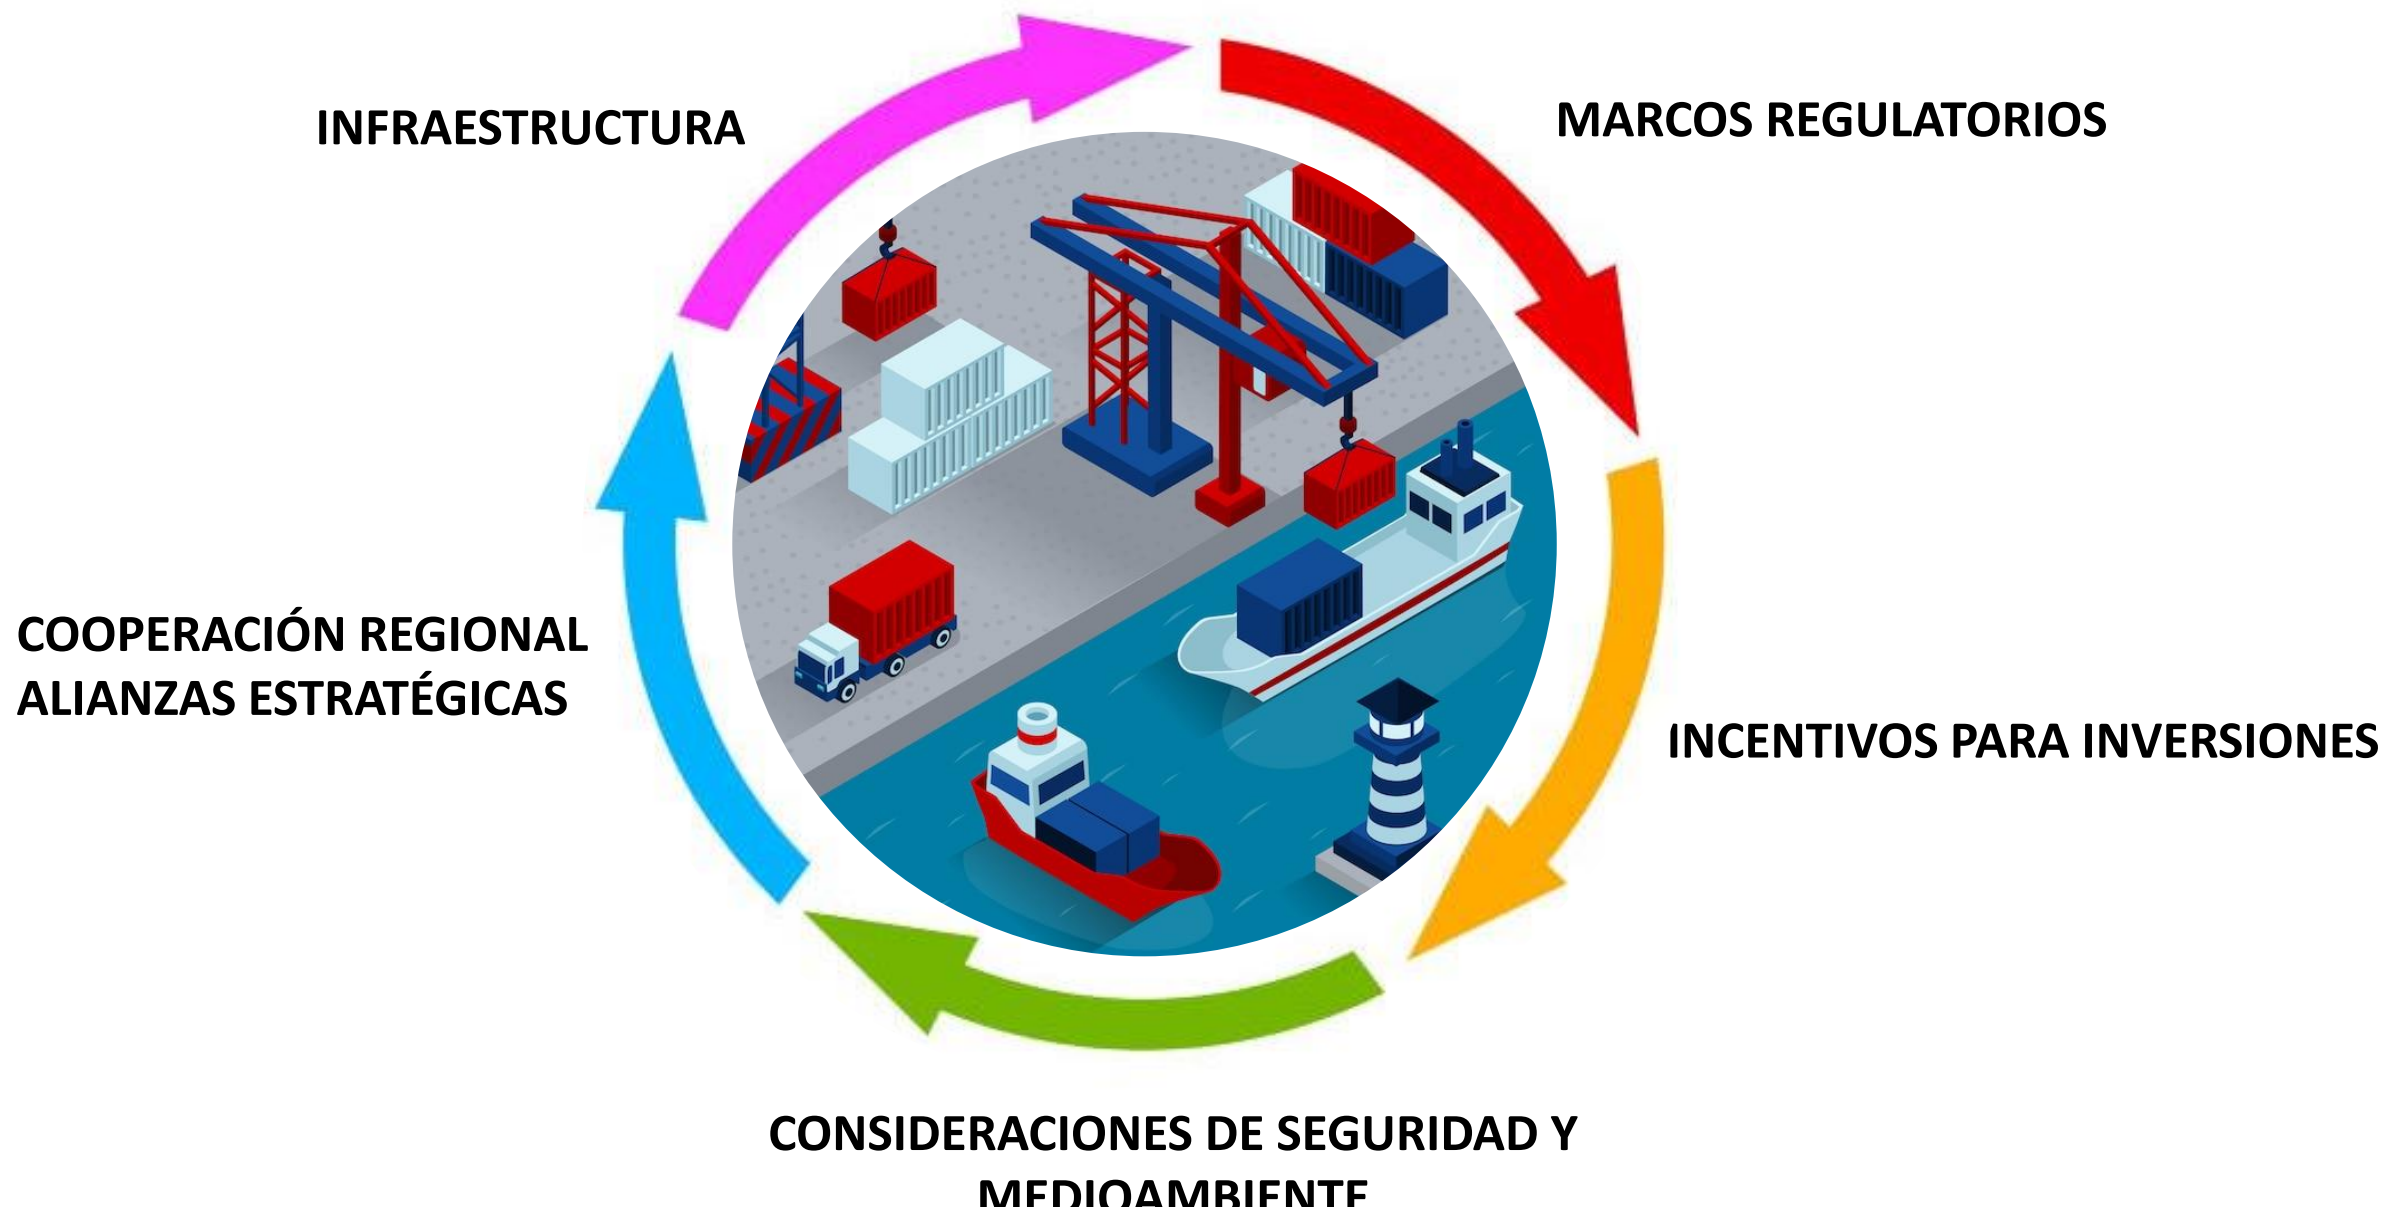 INFRAESTRUCTURA
MARCOS REGULATORIOS
COOPERACIÓN REGIONAL
ALIANZAS ESTRATÉGICAS
INCENTIVOS PARA INVERSIONES
CONSIDERACIONES DE SEGURIDAD Y
MEDIOAMBIENTE